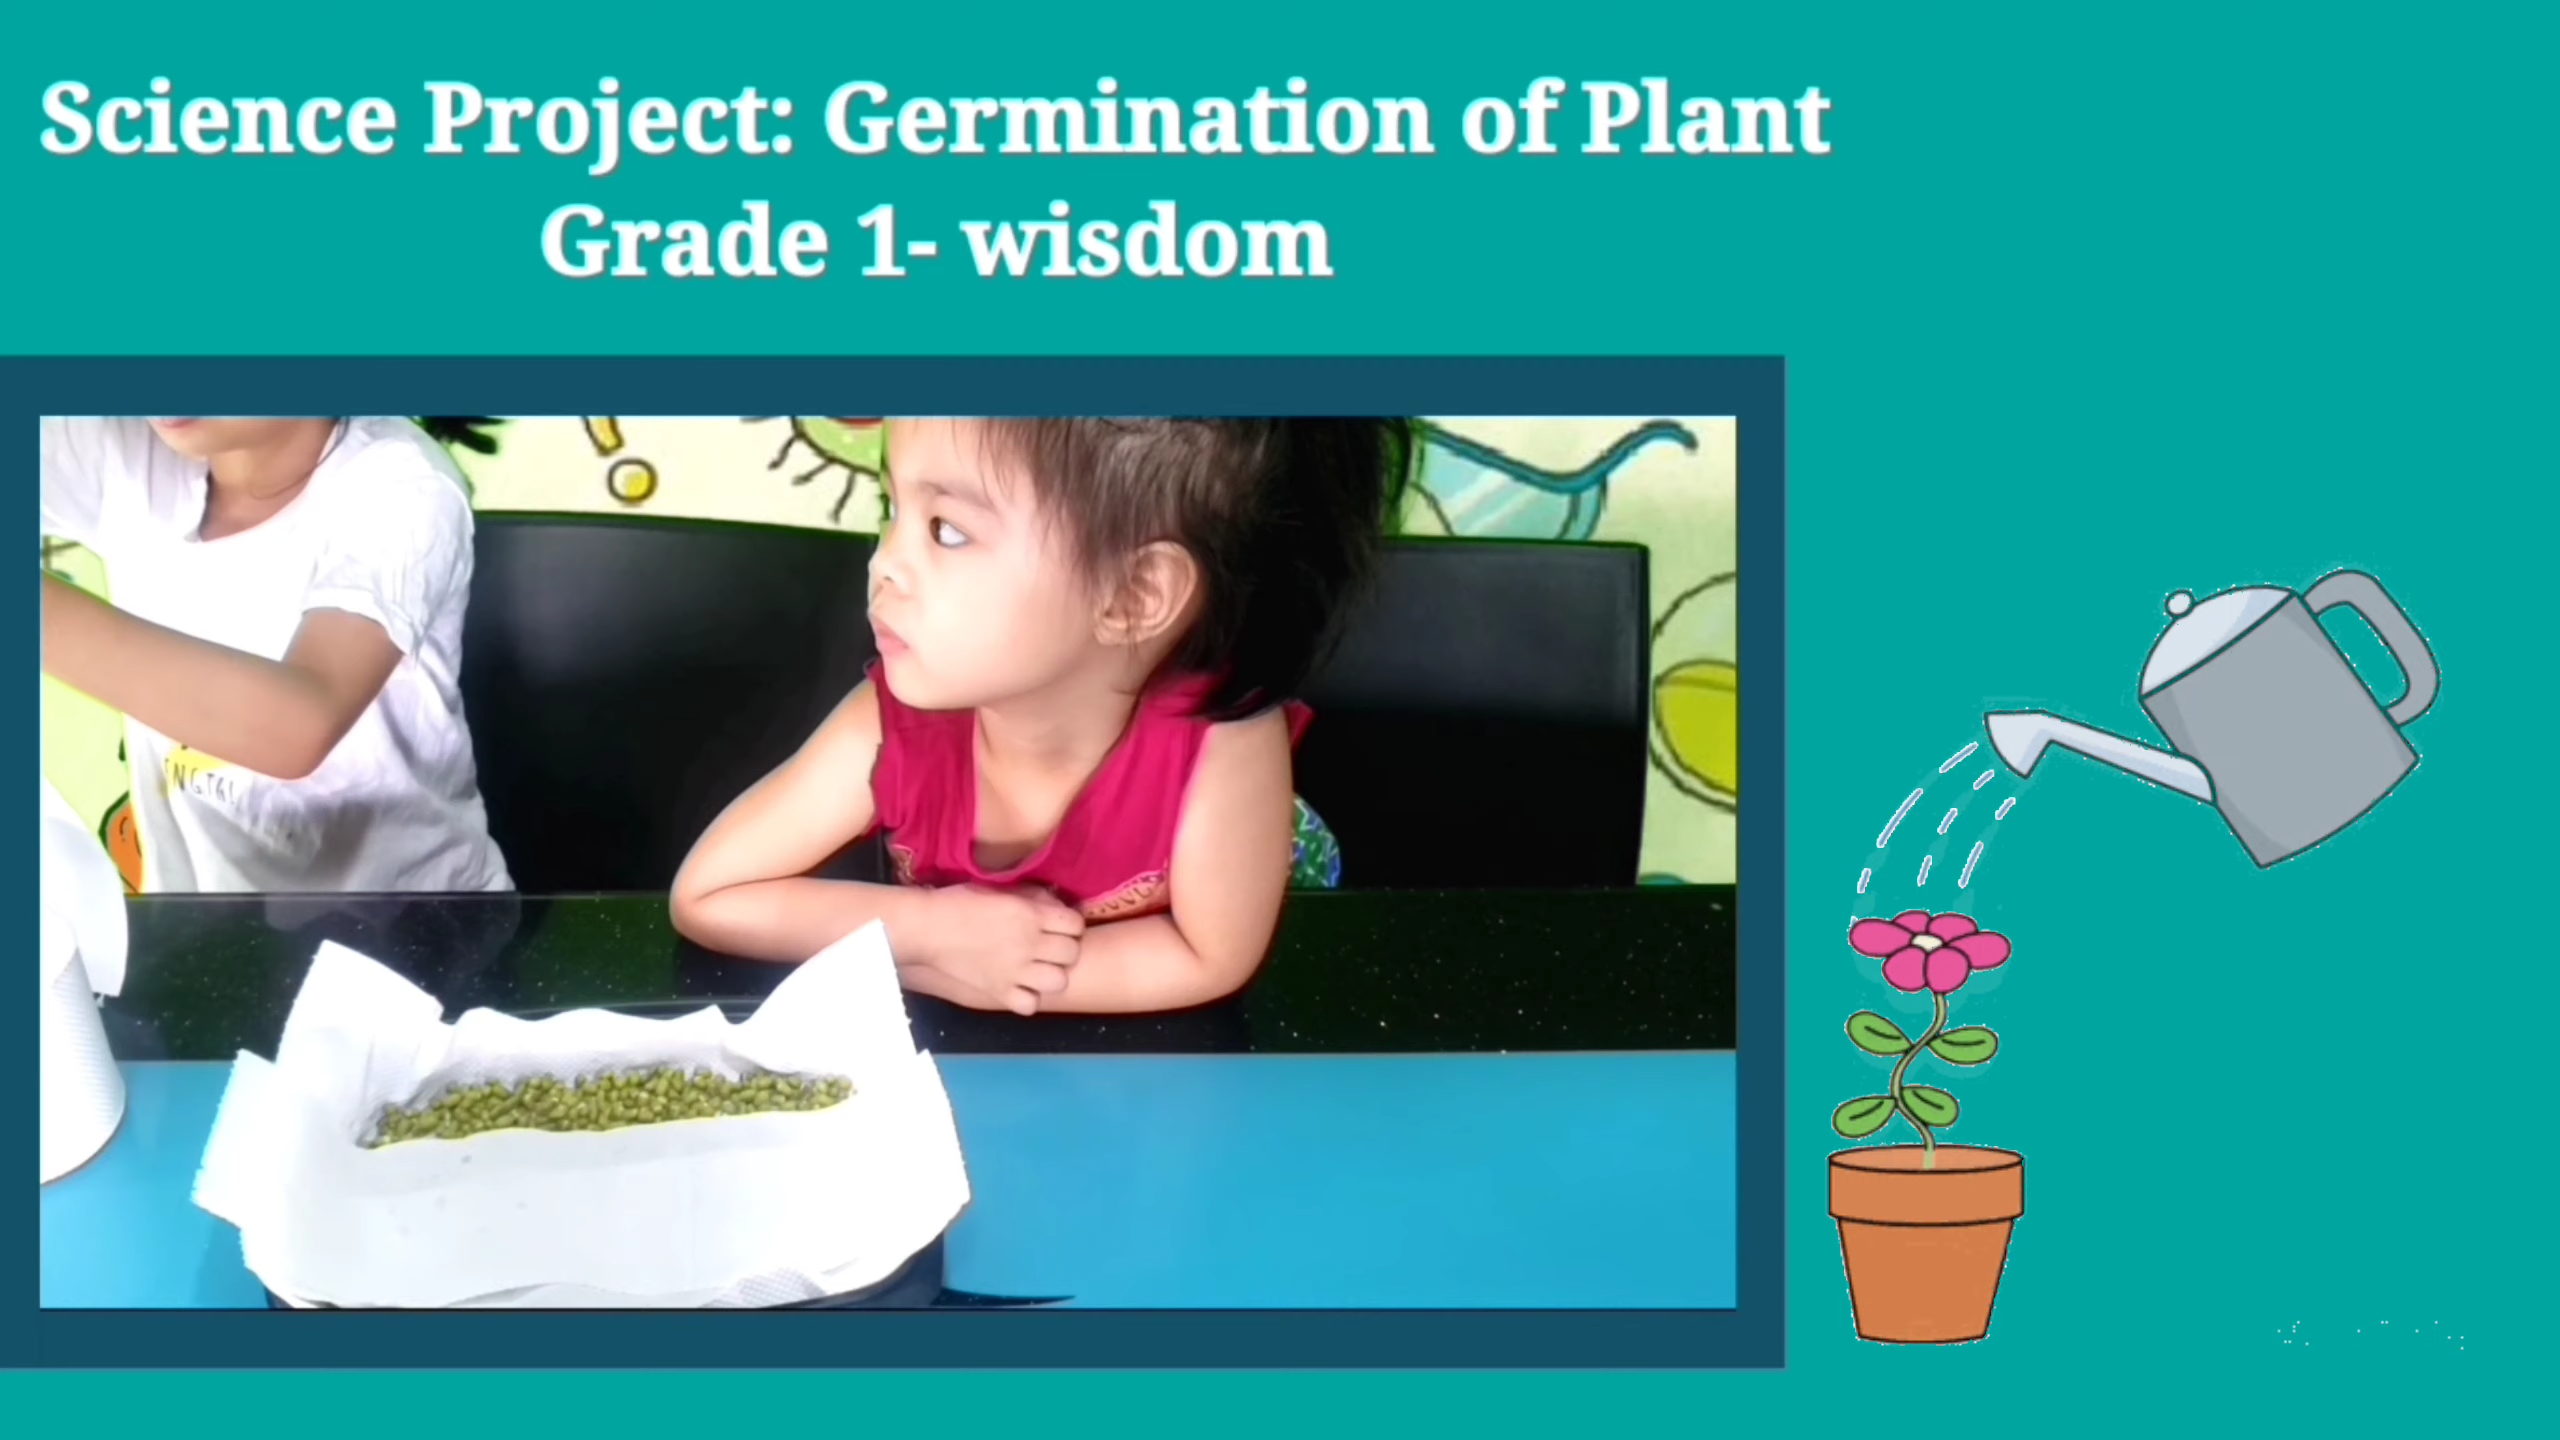 Science Project: Germination of Plant
Grade 1- wisdom